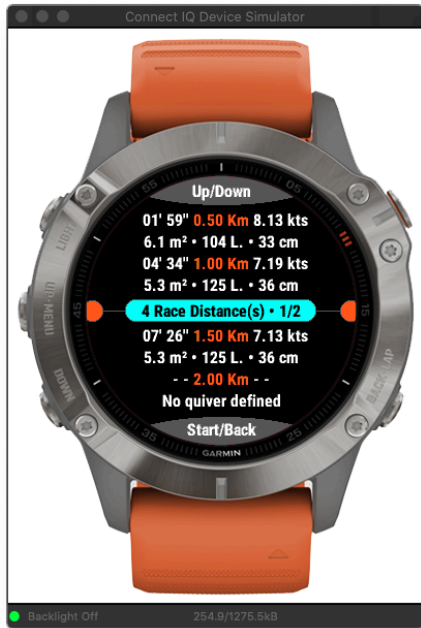 Connect IQ Device Simulator
Up/Down
55
05
01' 59" 0.50 Km 8.13 kts
6.1 m² • 104 L. • 33 cm
LIGHT
04' 34" 1.00 Km 7.19 kts
5.3 m² • 125 L. • 36 cm
UP·MENU
45
4 Race Distance(s) • 1/2
15
07' 26" 1.50 Km 7.13 kts
5.3 m² • 125 L. • 36 cm
- - 2.00 Km - -
DOWN
BACK LAP
No quiver defined
35
Start/Back
25
GARMIN
Backlight Off
254.9/1275.5kB